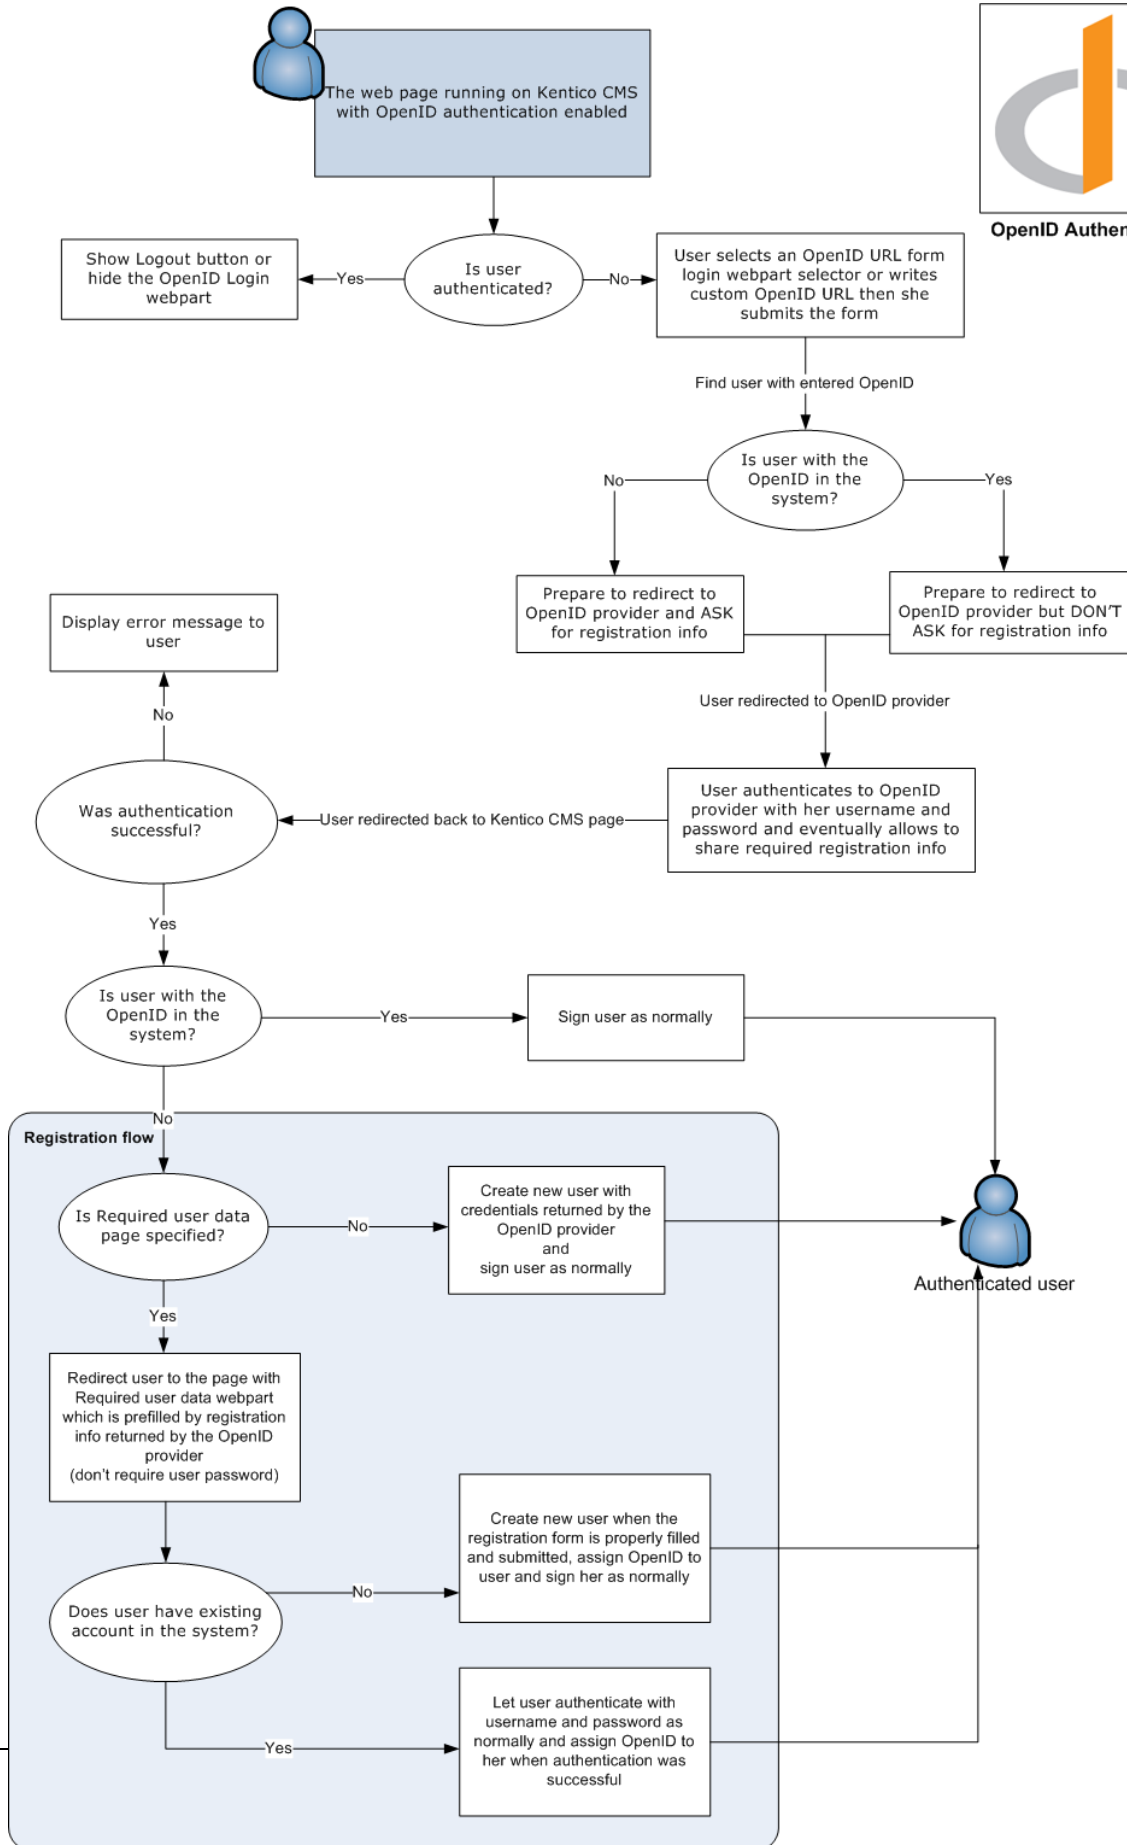 The web page running on Kentico CMS
with OpenID authentication enabled
OpenID Authen
Show Logout button or
hide the OpenID Login
webpart
Yes
Is user
authenticated?
No
User selects an OpenID URL form
login webpart selector or writes
custom OpenID URL then she
submits the form
Find user with entered OpenID
No
Is user with the
OpenID in the
system?
Yes
Prepare to redirect to
OpenID provider and ASK
for registration info
Prepare to redirect to
OpenID provider but DON'T
ASK for registration info
Display error message to
user
User redirected to OpenID provider
No
Was authentication
successful?
User redirected back to Kentico CMS page
User authenticates to OpenID
provider with her username and
password and eventually allows to
share required registration info
Yes
Is user with the
OpenID in the
system?
Yes
Sign user as normally
No
Registration flow
Is Required user data
page specified?
No
Create new user with
credentials returned by the
OpenID provider
and
sign user as normally
Authenticated user
Yes
Redirect user to the page with
Required user data webpart
which is prefilled by registration
info returned by the OpenID
provider
(don't require user password)
Does user have existing
account in the system?
No
Create new user when the
registration form is properly filled
and submitted, assign OpenID to
user and sign her as normally
Yes
Let user authenticate with
username and password as
normally and assign OpenID to
her when authentication was
successful